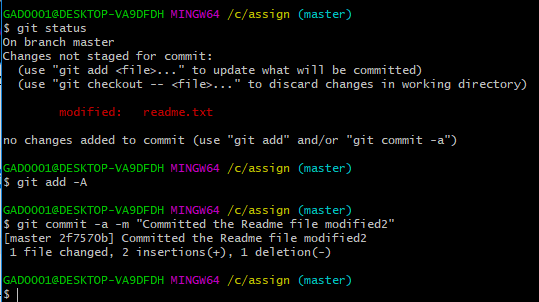 GAD0001@DESKTOP-VA9DFDH MINGW64 /c/assign (master)
$ git status
On branch master
Changes not staged for commit:
  (use "git add <file>..." to update what will be committed)
  (use "git checkout -- <file>..." to discard changes in working directory)

        modified:   readme.txt

no changes added to commit (use "git add" and/or "git commit -a")

GAD0001@DESKTOP-VA9DFDH MINGW64 /c/assign (master)
$ git add -A

GAD0001@DESKTOP-VA9DFDH MINGW64 /c/assign (master)
$ git commit -a -m "Committed the Readme file modified2"
[master 2f7570b] Committed the Readme file modified2
 1 file changed, 2 insertions(+), 1 deletion(-)

GAD0001@DESKTOP-VA9DFDH MINGW64 /c/assign (master)
$